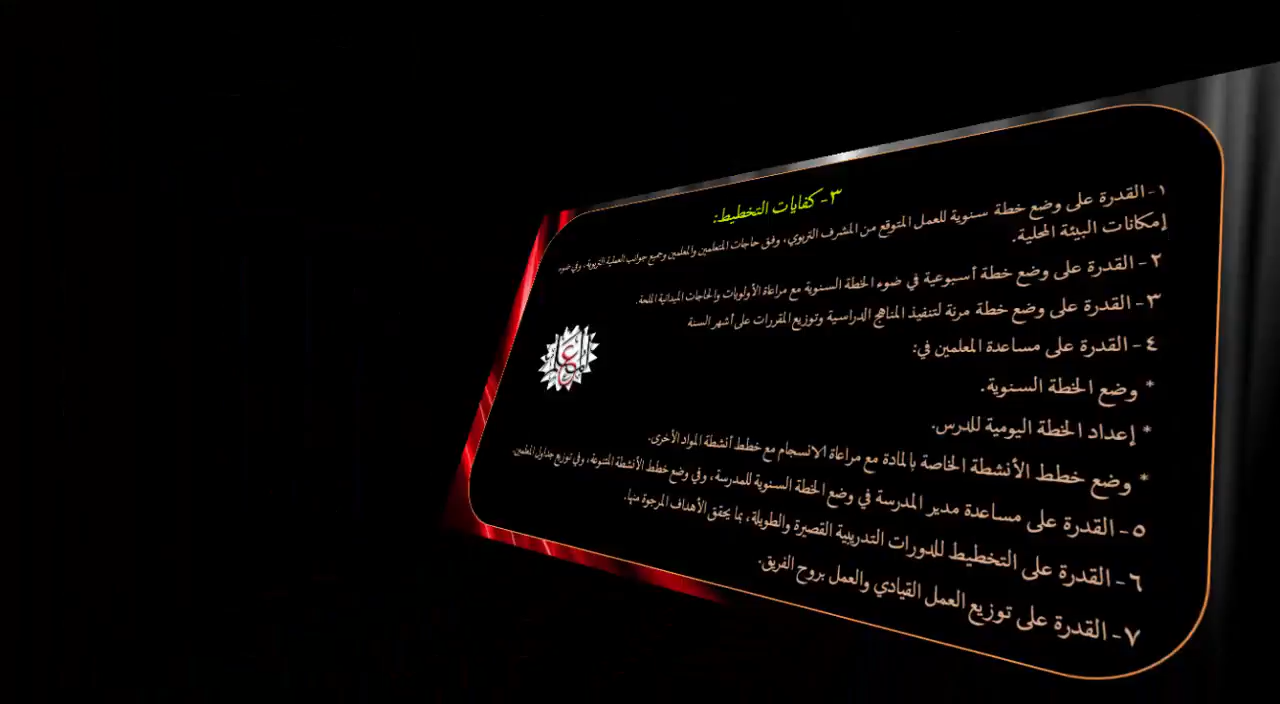 ٣- كفايات التخطيط:
١- القدرة على وضع خطة سنوية للعمل المتوقع من المشرف التربوي، وفق حاجات المتعلمين والمعلمين وجميع جوانب العملية التربوية، وفي ضوء
إمكانات البيئة المحلية.
٢- القدرة على وضع خطة أسبوعية في ضوء الخطة السنوية مع مراعاة الأولويات والحاجات الميدانية الملحة.
٣- القدرة على وضع خطة مرنة لتنفيذ المناهج الدراسية وتوزيع المقررات على أشهر السنة
٤- القدرة على مساعدة المعلمين في:
* وضع الخطة السنوية.
* إعداد الخطة اليومية للدرس.
* وضع خطط الأنشطة الخاصة بالمادة مع مراعاة الانسجام مع خطط أنشطة المواد الأخرى.
٥- القدرة على مساعدة مدير المدرسة في وضع الخطة السنوية للمدرسة، وفي وضع خطط الأنشطة المتنوعة، وفي توزيع جداول المعلمين.
٦- القدرة على التخطيط للدورات التدريبية القصيرة والطويلة، بما يحقق الأهداف المرجوة منها.
٧- القدرة على توزيع العمل القيادي والعمل بروح الفريق.